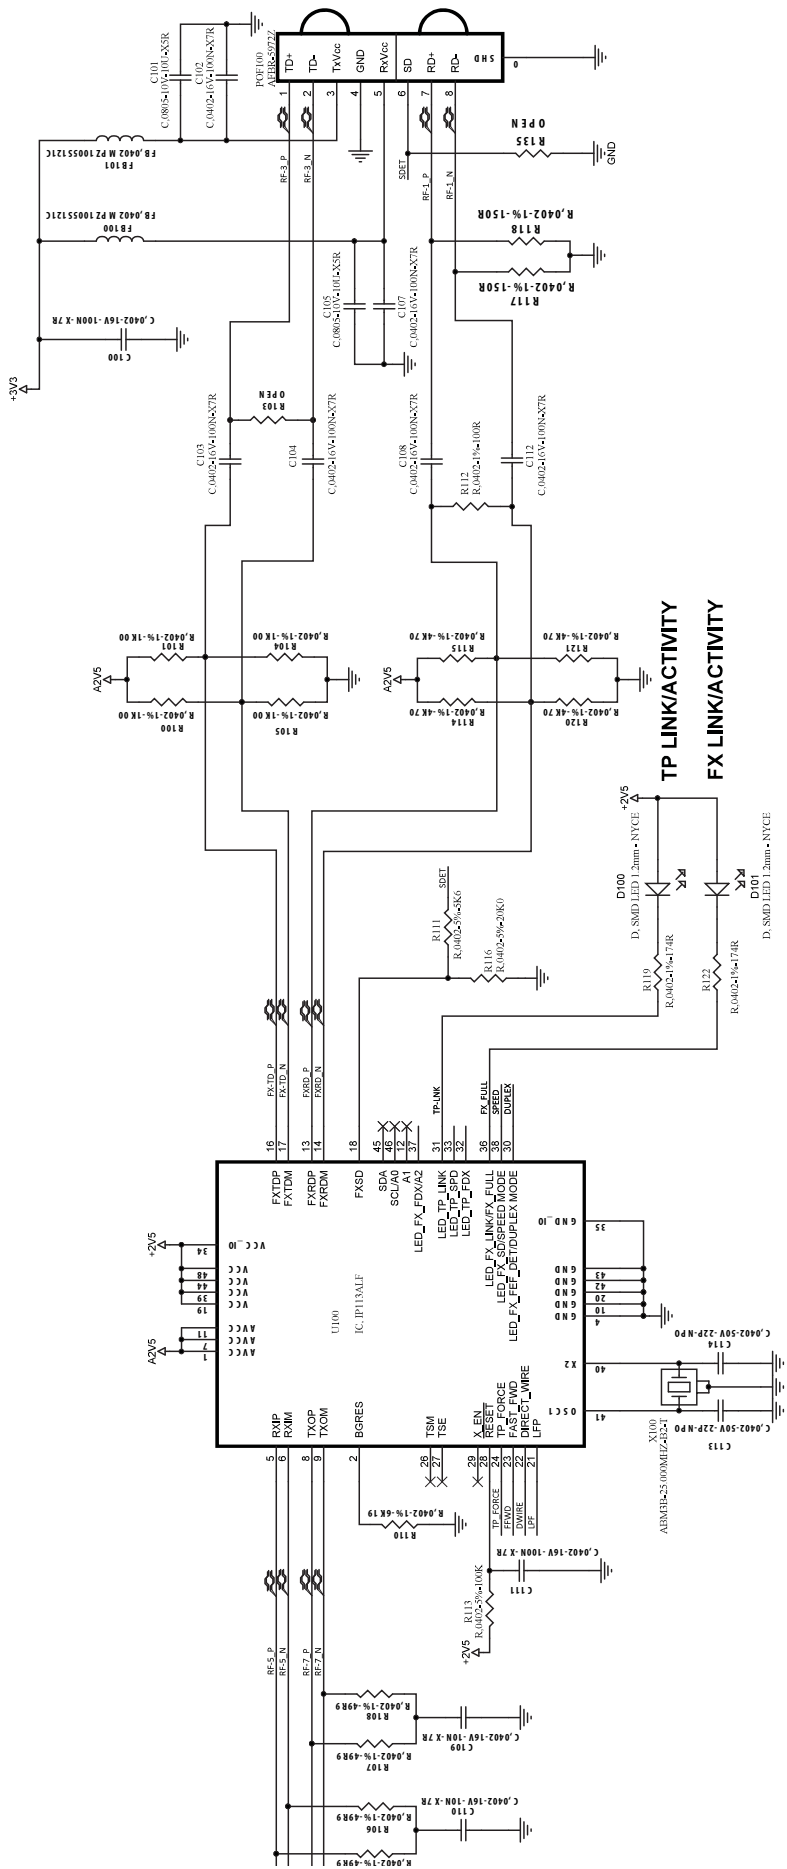 POF100
AFBR-5972Z
TD+
TD-
TxVcc
GND
RxVcc
SD
RD+
RD-
SHD
1
2
3
4
5
6
7
8
0
C101
C,0805-10V-10U-X5R
C102
C,0402-16V-100N-X7R
FB,0402 M PZ 1005S121C
FB101
FB,0402 M PZ 1005S121C
FB100
RF-3_P
RF-3_N
SDET
RF-1_P
RF-1_N
OPEN
R135
GND
R,0402-1%-150R
R118
R,0402-1%-150R
R117
C105
C,0805-10V-10U-X5R
C107
C,0402-16V-100N-X7R
C,0402-16V-100N-X7R
C100
+3V3
OPEN
R103
C103
C,0402-16V-100N-X7R
C104
C,0402-16V-100N-X7R
C108
C,0402-16V-100N-X7R
R112
R,0402-1%-100R
C112
C,0402-16V-100N-X7R
A2V5
R,0402-1%-1K00
R101
R,0402-1%-1K00
R104
R,0402-1%-1K00
R100
R,0402-1%-1K00
R105
A2V5
R,0402-1%-4K70
R115
R,0402-1%-4K70
R121
R,0402-1%-4K70
R114
R,0402-1%-4K70
R120
TP LINK/ACTIVITY
FX LINK/ACTIVITY
+2V5
D100
D, SMD LED 1.2mm - NYCE
D101
D, SMD LED 1.2mm - NYCE
R119
R,0402-1%-174R
R122
R,0402-1%-174R
SDET
R111
R,0402-5%-5K6
R116
R,0402-5%-20K0
FX-TD_P
FX-TD_N
FXRD_P
FXRD_N
TP-LNK
FX_FULL
SPEED
DUPLEX
16
17
13
14
18
45
46
12
37
31
33
32
36
38
30
FXTDP
FXTDM
FXRDP
FXRDM
FXSD
SDA
SCL/A0
A1
LED_FX_FDX/A2
LED_TP_LINK
LED_TP_SPD
LED_TP_FDX
LED_FX_LINK/FX_FULL
LED_FX_SD/SPEED MODE
LED_FX_FEF_DET/DUPLEX MODE
+2V5
34
VCC_IO
48
VCC
44
VCC
39
VCC
19
VCC
A2V5
11
AVCC
7
AVCC
1
AVCC
U100
IC, IP113ALF
GND_IO
35
GND
43
GND
42
GND
20
GND
10
GND
4
X2
40
OSC1
41
C,0402-50V-22P-NPO
C114
X100
ABM3B-25.000MHZ-B2-T
C,0402-50V-22P-NPO
C113
RXIP
RXIM
TXOP
TXOM
BGRES
TSM
TSE
X_EN
RESET
TP_FORCE
FAST_FWD
DIRECT_WIRE
LFP
5
6
8
9
2
26
27
29
28
24
23
22
21
TP_FORCE
FFWD
DWIRE
LPF
R,0402-1%-6K19
R110
C,0402-16V-100N-X7R
C111
R113
R,0402-5%-100K
+2V5
RF-5_P
RF-5_N
RF-7_P
RF-7_N
R,0402-1%-49R9
R108
R,0402-1%-49R9
R107
C,0402-16V-10N-X7R
C109
R,0402-1%-49R9
R106
C,0402-16V-10N-X7R
C110
R,0402-1%-49R9